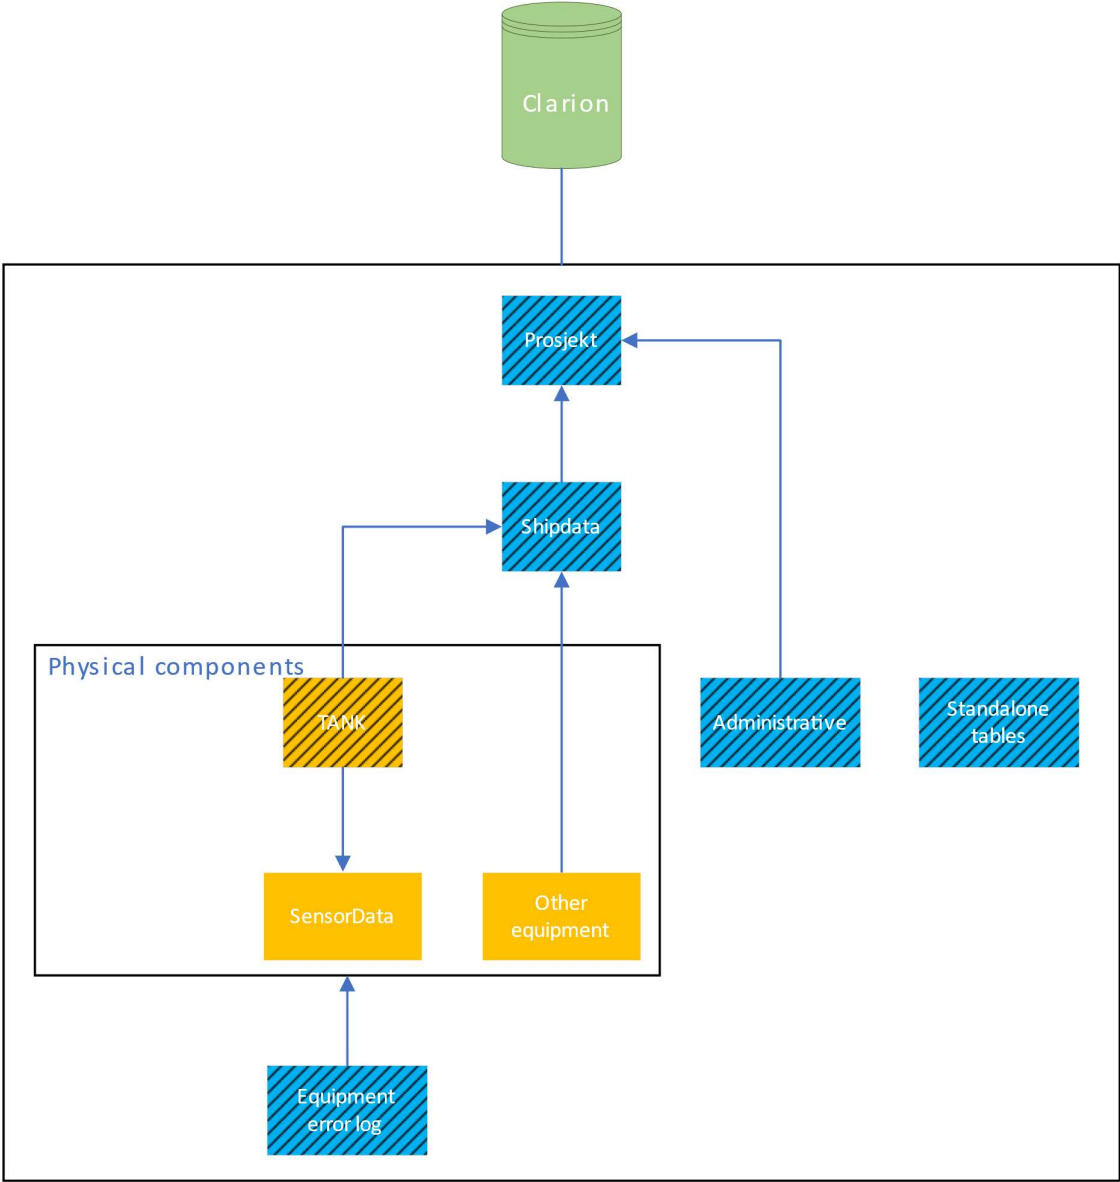 Clarion
Prosjekt
Shipdata
Physical components
TANK
Administrative
Standalone
tables
SensorData
Other
equipment
Equipment
error log